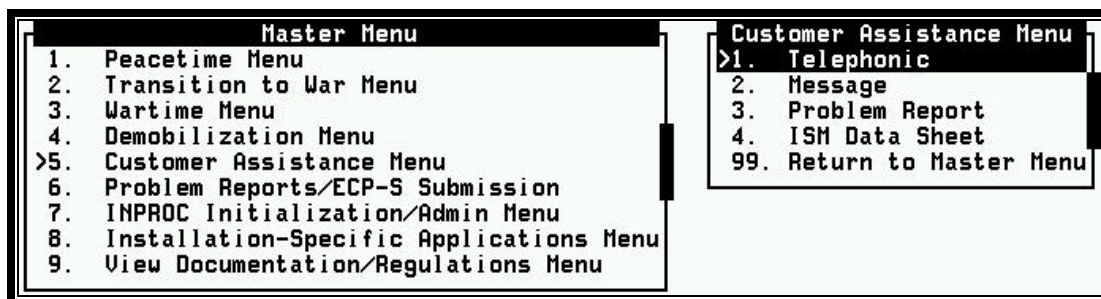 Master Menu
1. Peacetime Menu
2. Transition to War Menu
3. Wartime Menu
4. Demobilization Menu
>5. Customer Assistance Menu
6. Problem Reports/ECP-S Submission
7. INPROC Initialization/Admin Menu
8. Installation-Specific Applications Menu
9. View Documentation/Regulations Menu
Customer Assistance Menu
>1. Telephonic
2. Message
3. Problem Report
4. ISM Data Sheet
99. Return to Master Menu